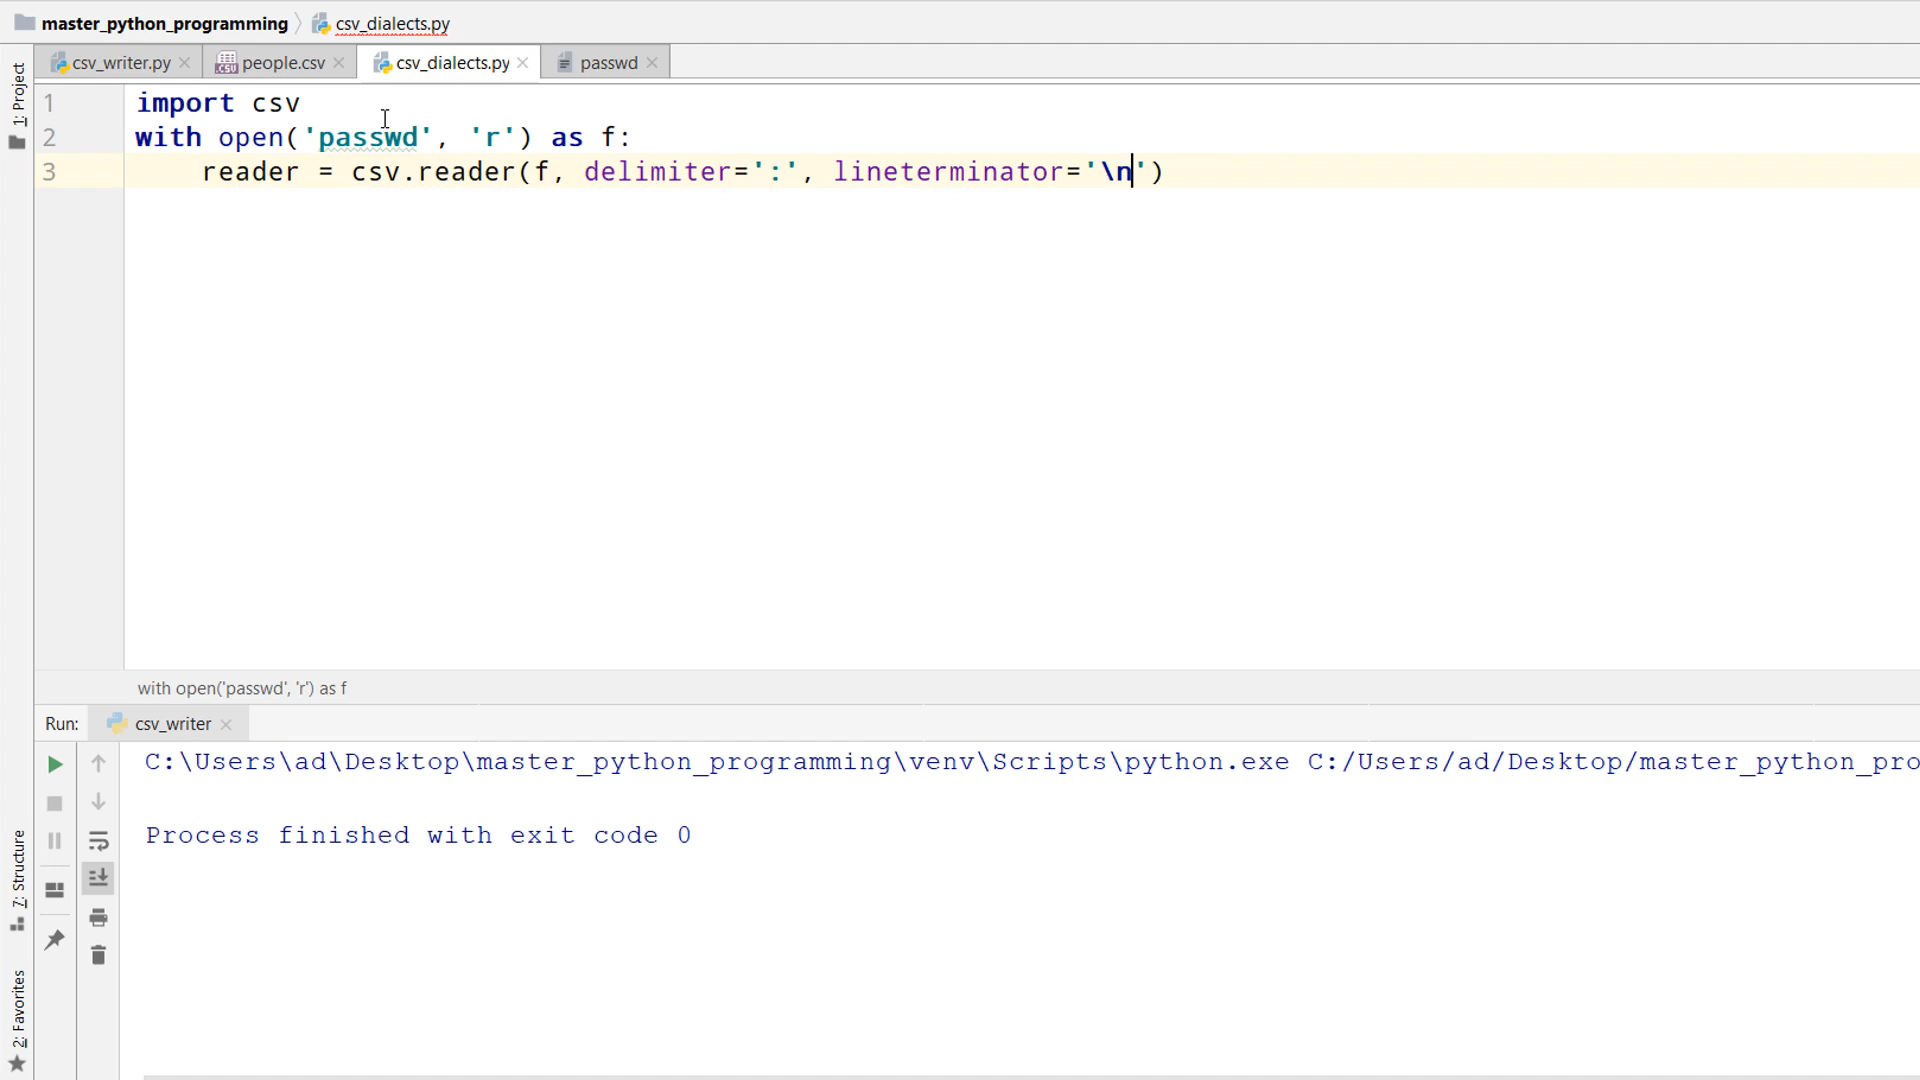 master_python_programming csv_dialects.py
1: Project
csv_writer.py people.csv csv_dialects.py passwd
1 import csv
2 with open('passwd', 'r') as f:
3 reader = csv.reader(f, delimiter=':', lineterminator='\n')
with open('passwd', 'r') as f
Run: csv_writer
C:\Users\ad\Desktop\master_python_programming\venv\Scripts\python.exe C:/Users/ad/Desktop/master_python_pro
Process finished with exit code 0
7: Structure
2: Favorites